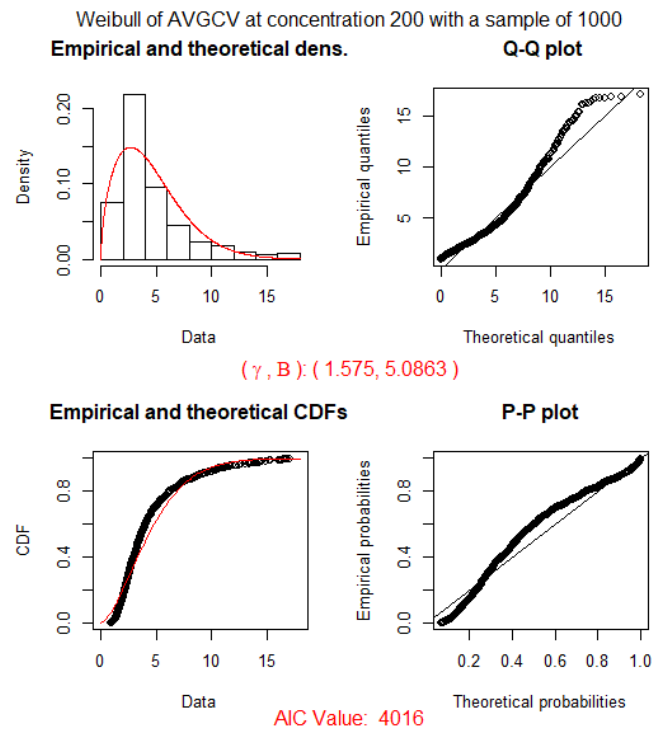 Weibull of AVGCV at concentration 200 with a sample of 1000
Empirical and theoretical dens.
Density
0.00
0.10
0.20
0 5 10 15
Data
Q-Q plot
Empirical quantiles
5
10
15
0 5 10 15
Theoretical quantiles
( γ , B ): ( 1.575, 5.0863 )
Empirical and theoretical CDFs
CDF
0.0
0.4
0.8
0 5 10 15
Data
P-P plot
Empirical probabilities
0.0
0.4
0.8
0.2 0.4 0.6 0.8 1.0
Theoretical probabilities
AIC Value: 4016